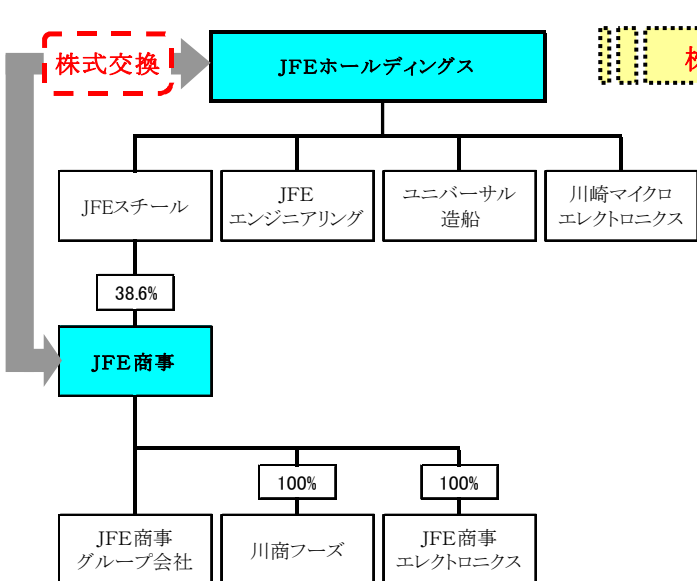 株式交換
JFEホールディングス
JFEスチール
JFE
エンジニアリング
ユニバーサル
造船
川崎マイクロ
エレクトロニクス
38.6%
JFE商事
100%
100%
JFE商事
グループ会社
川商フーズ
JFE商事
エレクトロニクス